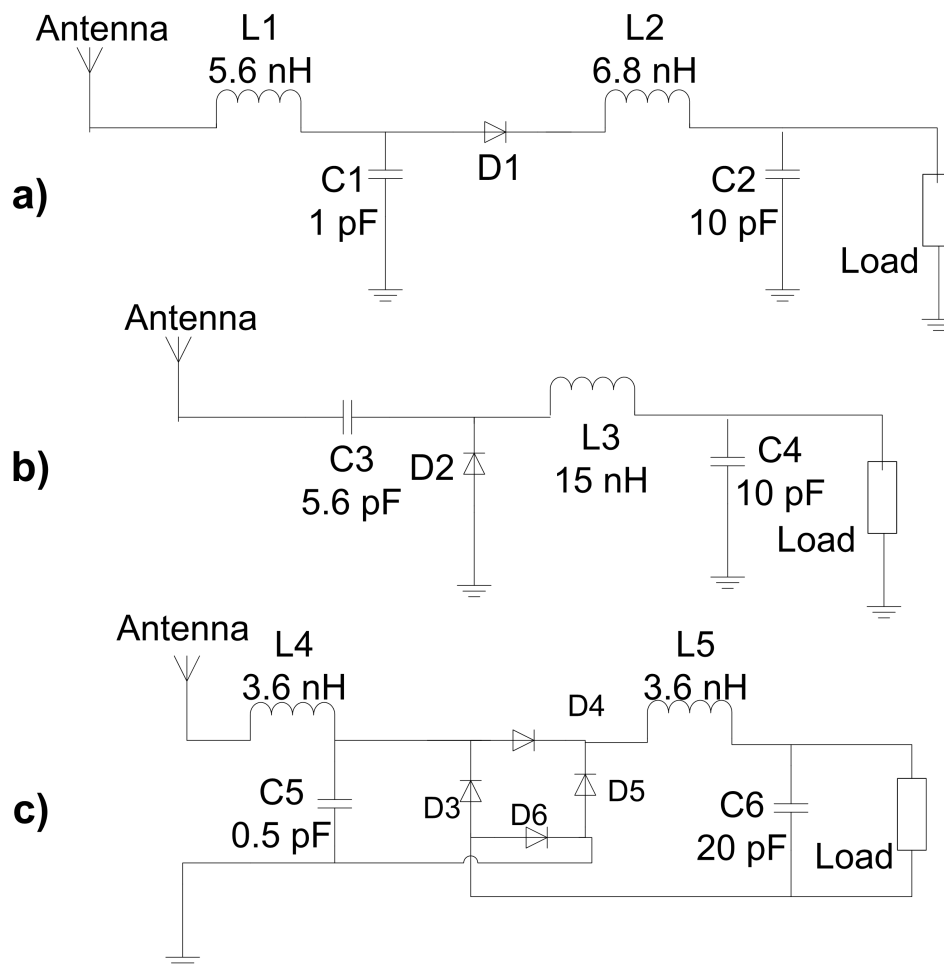 Antenna
L1
5.6 nH
L2
6.8 nH
a)
C1
1 pF
D1
C2
10 pF
Load
Antenna
b)
C3
5.6 pF
D2
L3
15 nH
C4
10 pF
Load
Antenna
L4
3.6 nH
L5
3.6 nH
D4
c)
C5
0.5 pF
D3
D6
D5
C6
20 pF
Load